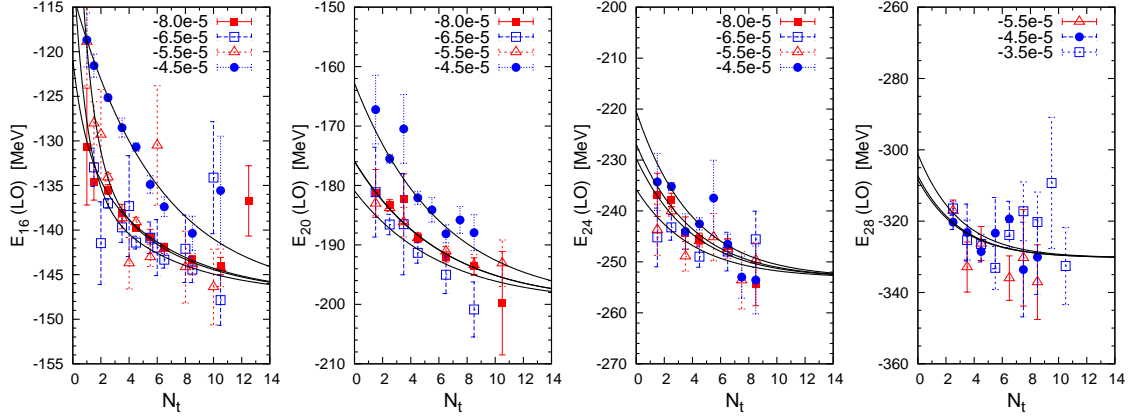 E16 (LO) [MeV]
-115
-120
-125
-130
-135
-140
-145
-150
-155
0 2 4 6 8 10 12 14
Nt
-8.0e-5
-6.5e-5
-5.5e-5
-4.5e-5
E20 (LO) [MeV]
-150
-160
-170
-180
-190
-200
-210
0 2 4 6 8 10 12 14
Nt
-8.0e-5
-6.5e-5
-5.5e-5
-4.5e-5
E24 (LO) [MeV]
-200
-210
-220
-230
-240
-250
-260
-270
0 2 4 6 8 10 12 14
Nt
-8.0e-5
-6.5e-5
-5.5e-5
-4.5e-5
E28 (LO) [MeV]
-260
-280
-300
-320
-340
-360
0 2 4 6 8 10 12 14
Nt
-5.5e-5
-4.5e-5
-3.5e-5